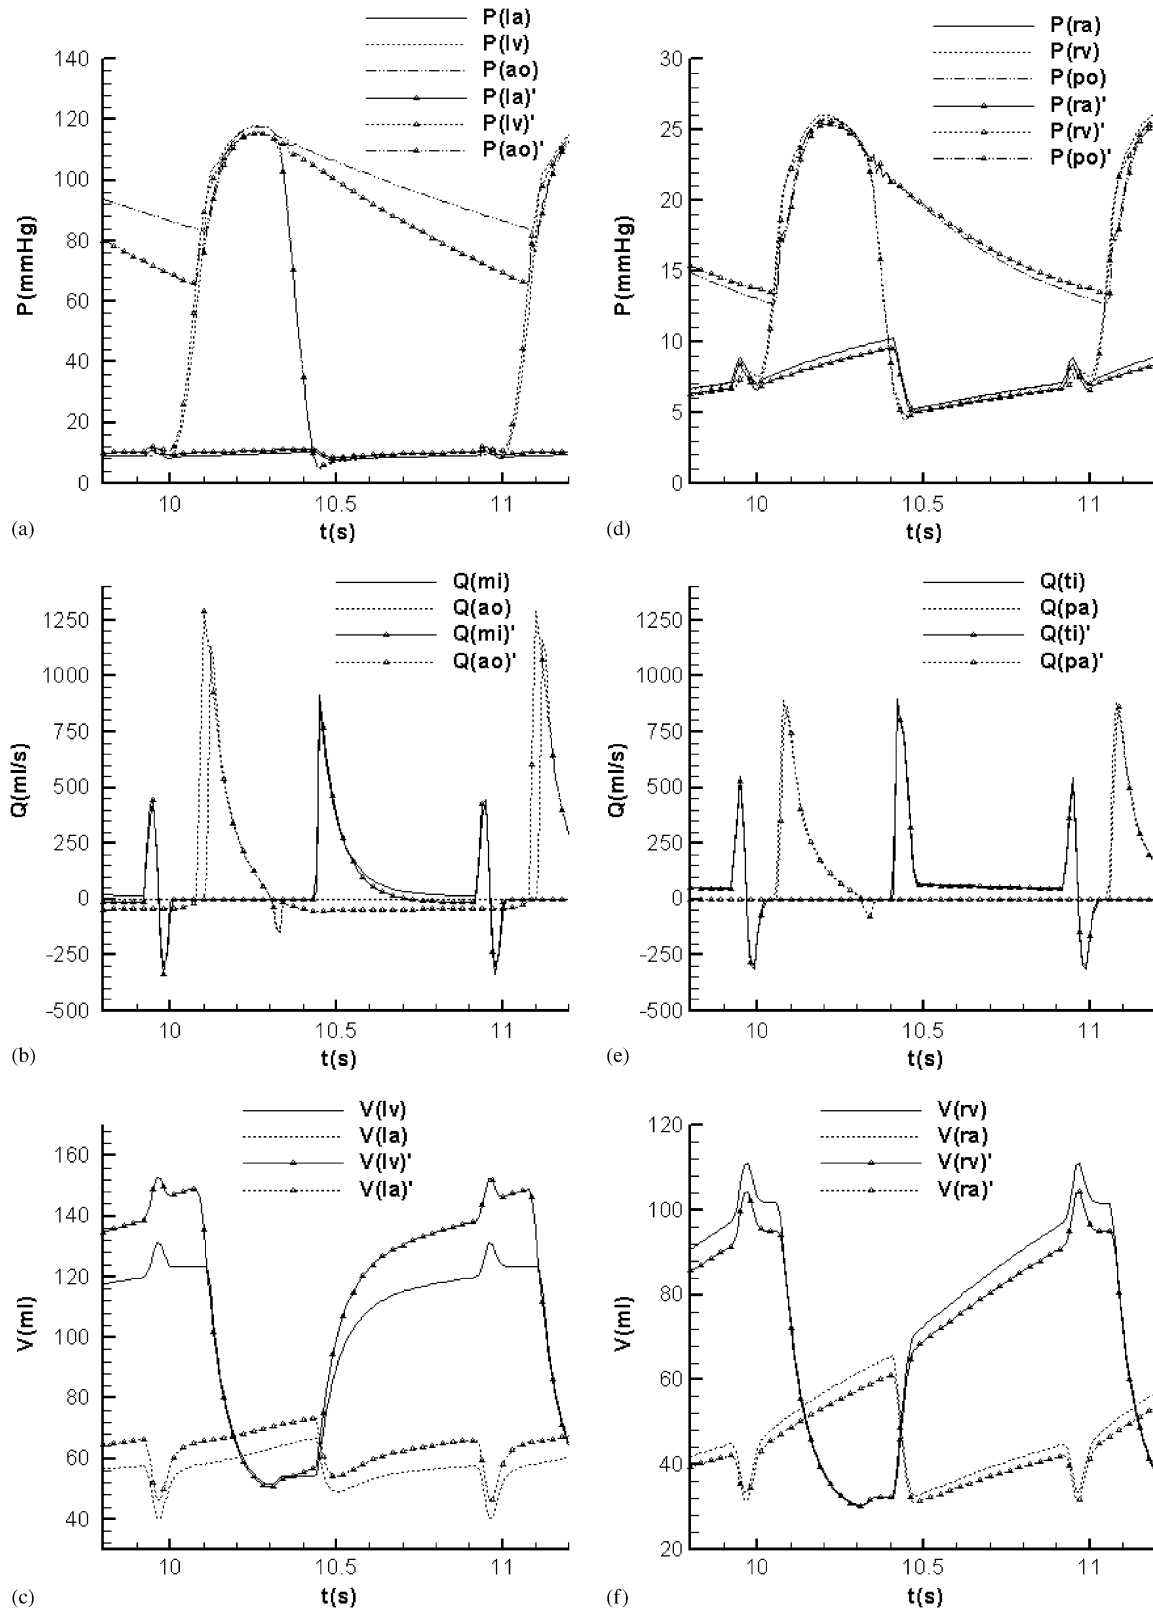 P(la)
P(lv)
P(ao)
P(la)'
P(lv)'
P(ao)'
140
120
100
80
60
40
20
0
P(mmHg)
10
10.5
11
t(s)
(a)
P(ra)
P(rv)
P(po)
P(ra)'
P(rv)'
P(po)'
30
25
20
15
10
5
0
P(mmHg)
10
10.5
11
t(s)
(d)
Q(mi)
Q(ao)
Q(mi)'
Q(ao)'
1250
1000
750
500
250
0
-250
-500
Q(ml/s)
10
10.5
11
t(s)
(b)
Q(ti)
Q(pa)
Q(ti)'
Q(pa)'
1250
1000
750
500
250
0
-250
-500
Q(ml/s)
10
10.5
11
t(s)
(e)
V(lv)
V(la)
V(lv)'
V(la)'
160
140
120
100
80
60
40
V(ml)
10
10.5
11
t(s)
(c)
V(rv)
V(ra)
V(rv)'
V(ra)'
120
100
80
60
40
20
V(ml)
10
10.5
11
t(s)
(f)